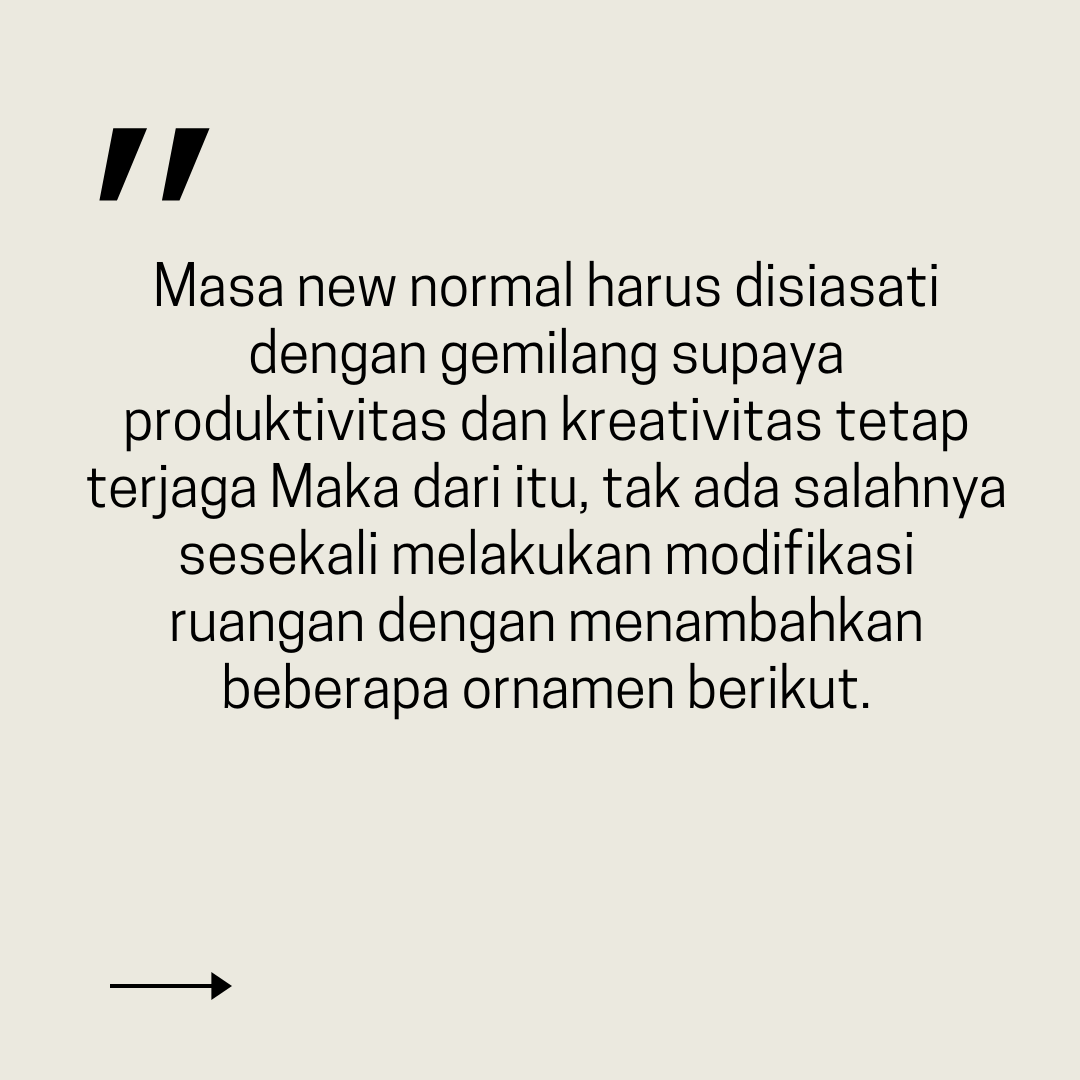 "
Masa new normal harus disiasati
dengan gemilang supaya
produktivitas dan kreativitas tetap
terjaga Maka dari itu, tak ada salahnya
sesekali melakukan modifikasi
ruangan dengan menambahkan
beberapa ornamen berikut.